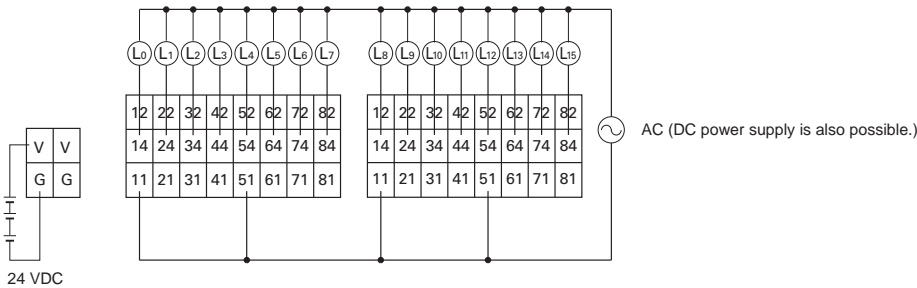 L0 L1 L2 L3 L4 L5 L6 L7 L8 L9 L10 L11 L12 L13 L14 L15
12 22 32 42 52 62 72 82 12 22 32 42 52 62 72 82
AC (DC power supply is also possible.)
V V 14 24 34 44 54 64 74 84 14 24 34 44 54 64 74 84
G G 11 21 31 41 51 61 71 81 11 21 31 41 51 61 71 81
24 VDC